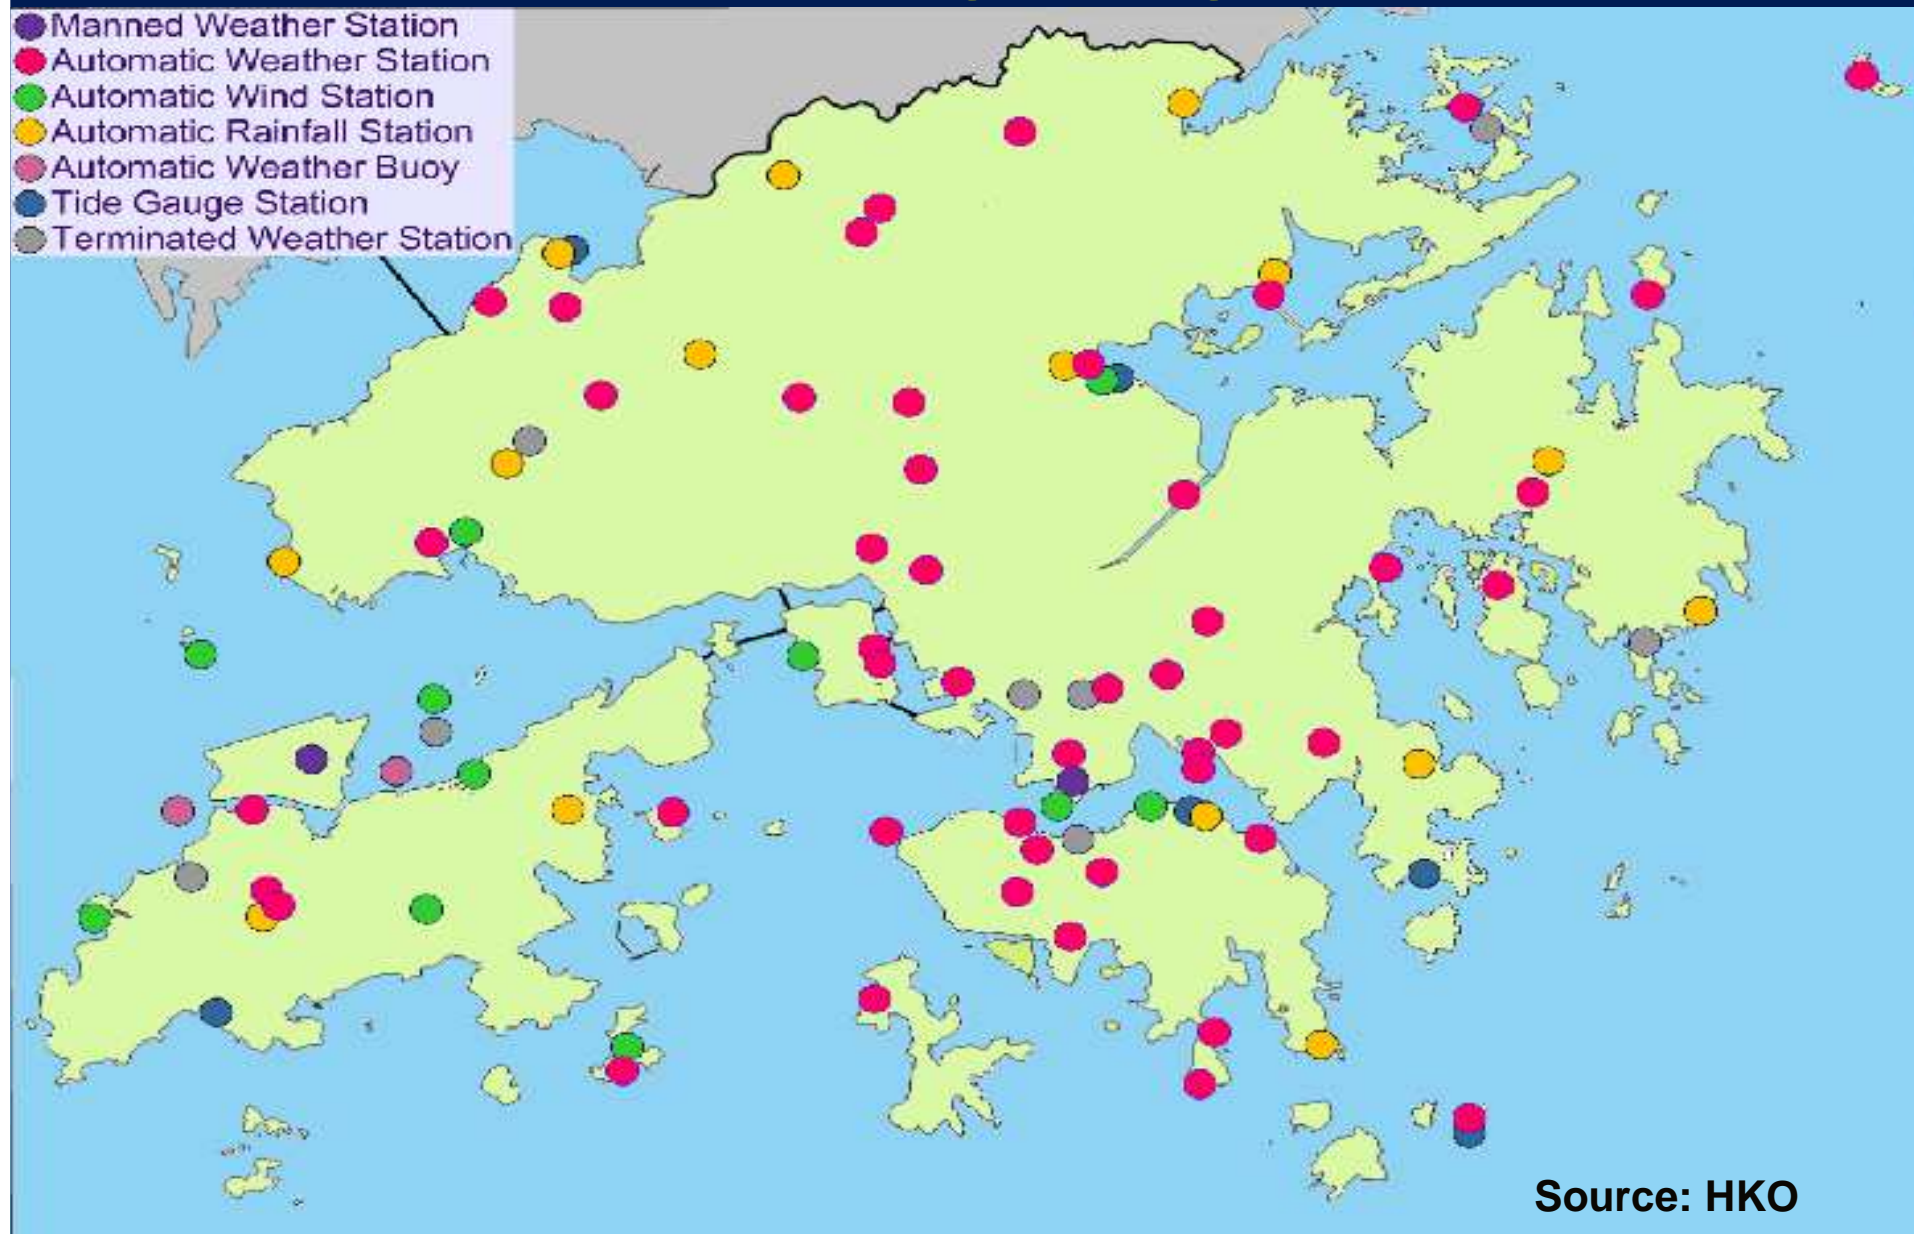 Manned Weather Station
Automatic Weather Station
Automatic Wind Station
Automatic Rainfall Station
Automatic Weather Buoy
Tide Gauge Station
Terminated Weather Station
Source: HKO